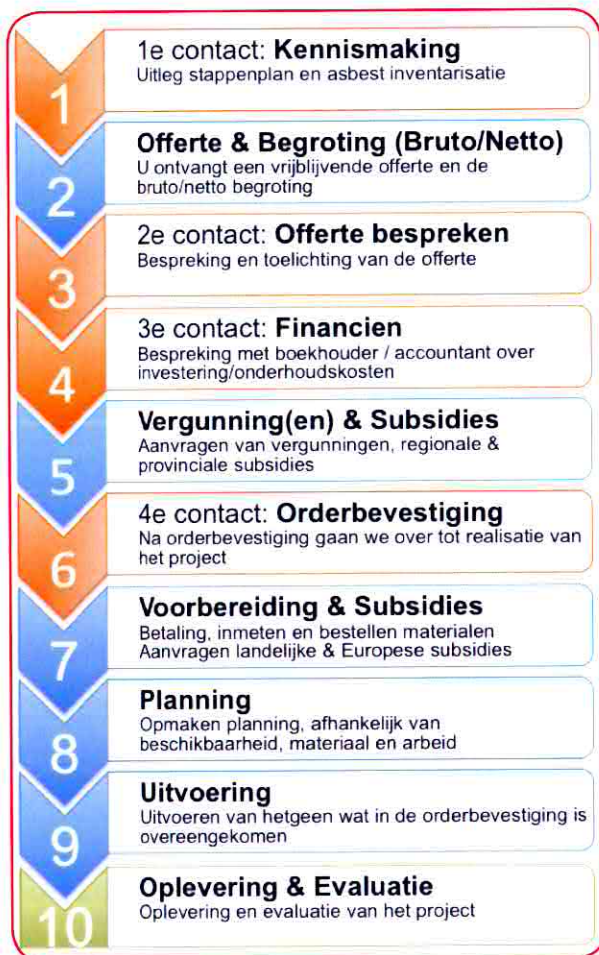 1
1e contact: Kennismaking
Uitleg stappenplan en asbest inventarisatie
2
Offerte & Begroting (Bruto/Netto)
U ontvangt een vrijblijvende offerte en de
bruto/netto begroting
3
2e contact: Offerte bespreken
Bespreking en toelichting van de offerte
4
3e contact: Financien
Bespreking met boekhouder / accountant over
investering/onderhoudskosten
5
Vergunning(en) & Subsidies
Aanvragen van vergunningen, regionale &
provinciale subsidies
6
4e contact: Orderbevestiging
Na orderbevestiging gaan we over tot realisatie van
het project
7
Voorbereiding & Subsidies
Betaling, inmeten en bestellen materialen
Aanvragen landelijke & Europese subsidies
8
Planning
Opmaken planning, afhankelijk van
beschikbaarheid, materiaal en arbeid
9
Uitvoering
Uitvoeren van hetgeen wat in de orderbevestiging is
overeengekomen
10
Oplevering & Evaluatie
Oplevering en evaluatie van het project